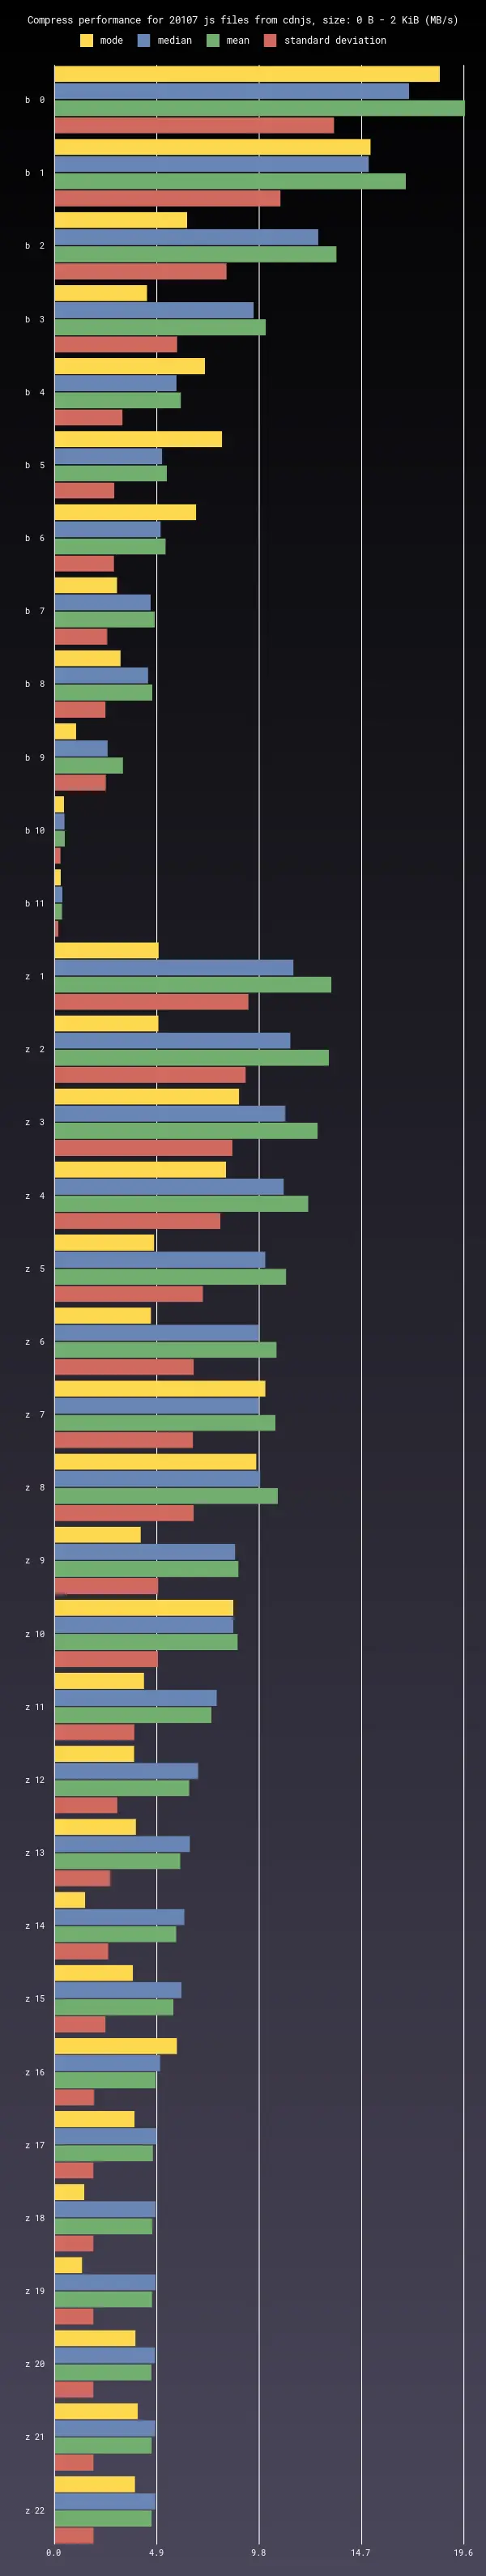 Compress performance for 20107 js files from cdnjs, size: 0 B - 2 KiB (MB/s)
mode median mean standard deviation
b 0
b 1
b 2
b 3
b 4
b 5
b 6
b 7
b 8
b 9
b 10
b 11
z 1
z 2
z 3
z 4
z 5
z 6
z 7
z 8
z 9
z 10
z 11
z 12
z 13
z 14
z 15
z 16
z 17
z 18
z 19
z 20
z 21
z 22
0.0 4.9 9.8 14.7 19.6